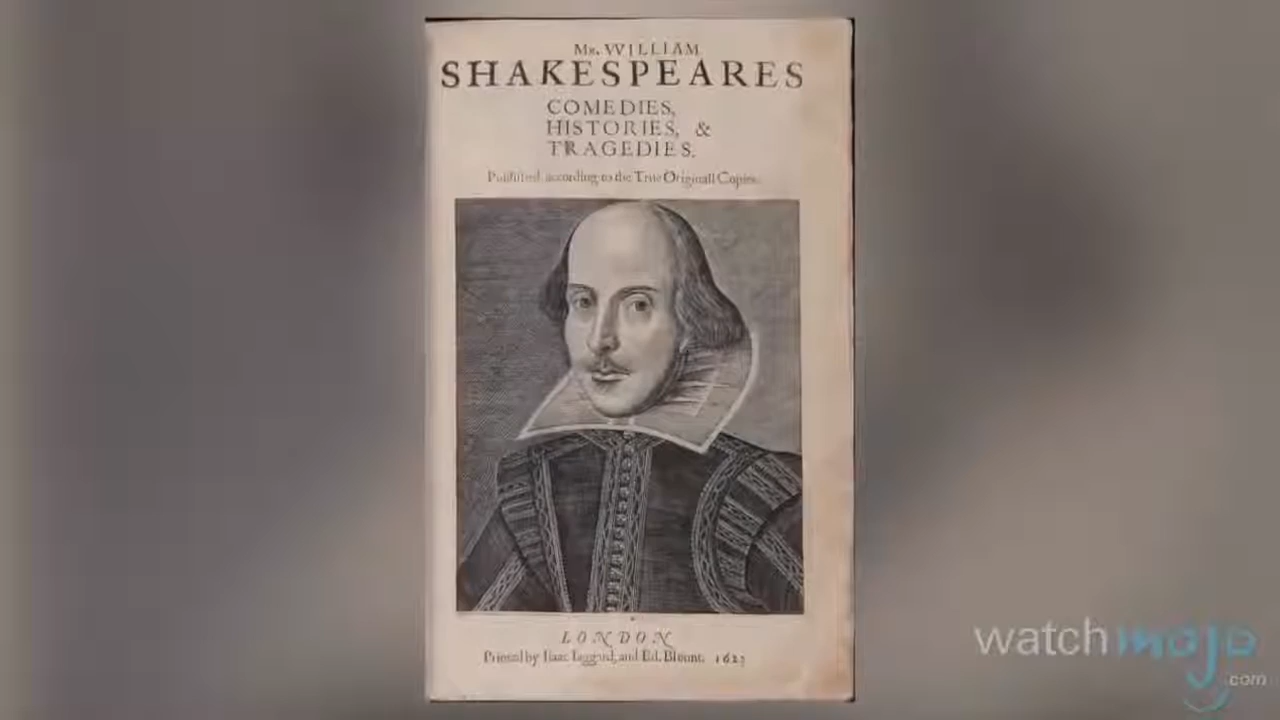 Mr. WILLIAM
SHAKESPEARES
COMEDIES,
HISTORIES, &
TRAGEDIES.
Published according to the True Originall Copies.
LONDON
Printed by Isaac Iaggard, and Ed. Blount. 1623
watchmojo
.com